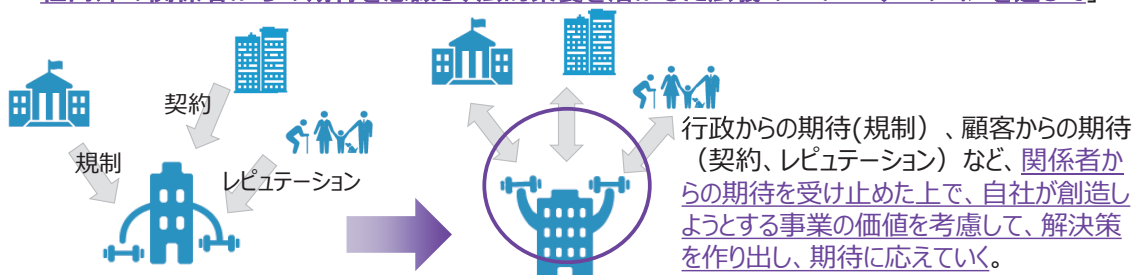 契約
規制
レピュテーション
行政からの期待(規制）、顧客からの期待
（契約、レピュテーション）など、関係者か
らの期待を受け止めた上で、自社が創造し
ようとする事業の価値を考慮して、解決策
を作り出し、期待に応えていく。